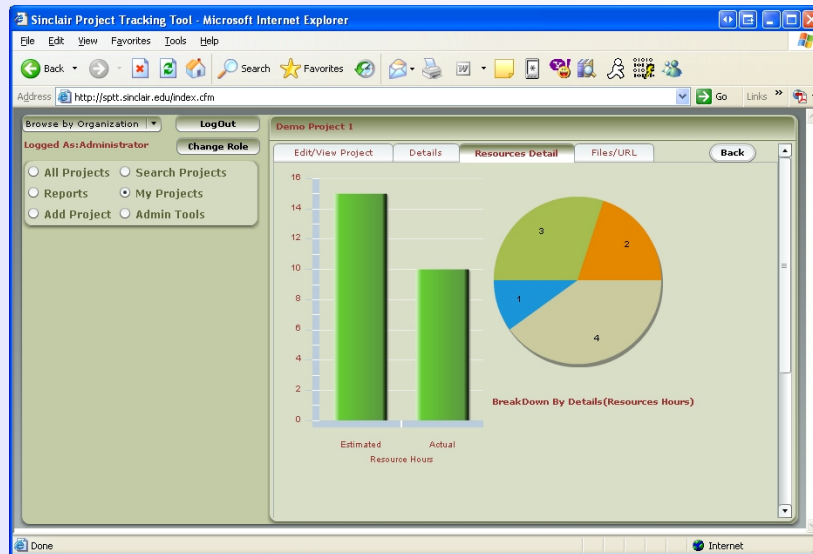 Sinclair Project Tracking Tool - Microsoft Internet Explorer
File Edit View Favorites Tools Help
Back Search Favorites
Address http://sptt.sinclair.edu/index.cfm Go Links »
Browse by Organization LogOut
Logged As:Administrator Change Role
All Projects Search Projects
Reports My Projects
Add Project Admin Tools
Demo Project 1
Edit/View Project Details Resources Detail Files/URL Back
16
14
12
10
8
6
4
2
0
Estimated Actual
Resource Hours
3
2
1
4
BreakDown By Details(Resources Hours)
Done Internet